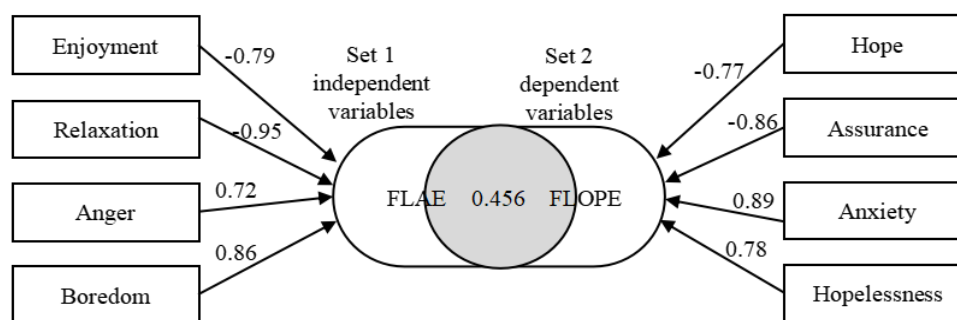 Enjoyment
-0.79
Relaxation
-0.95
Anger
0.72
Boredom
0.86
Set 1
independent
variables
Set 2
dependent
variables
FLAE 0.456 FLOPE
Hope
-0.77
Assurance
-0.86
Anxiety
0.89
Hopelessness
0.78